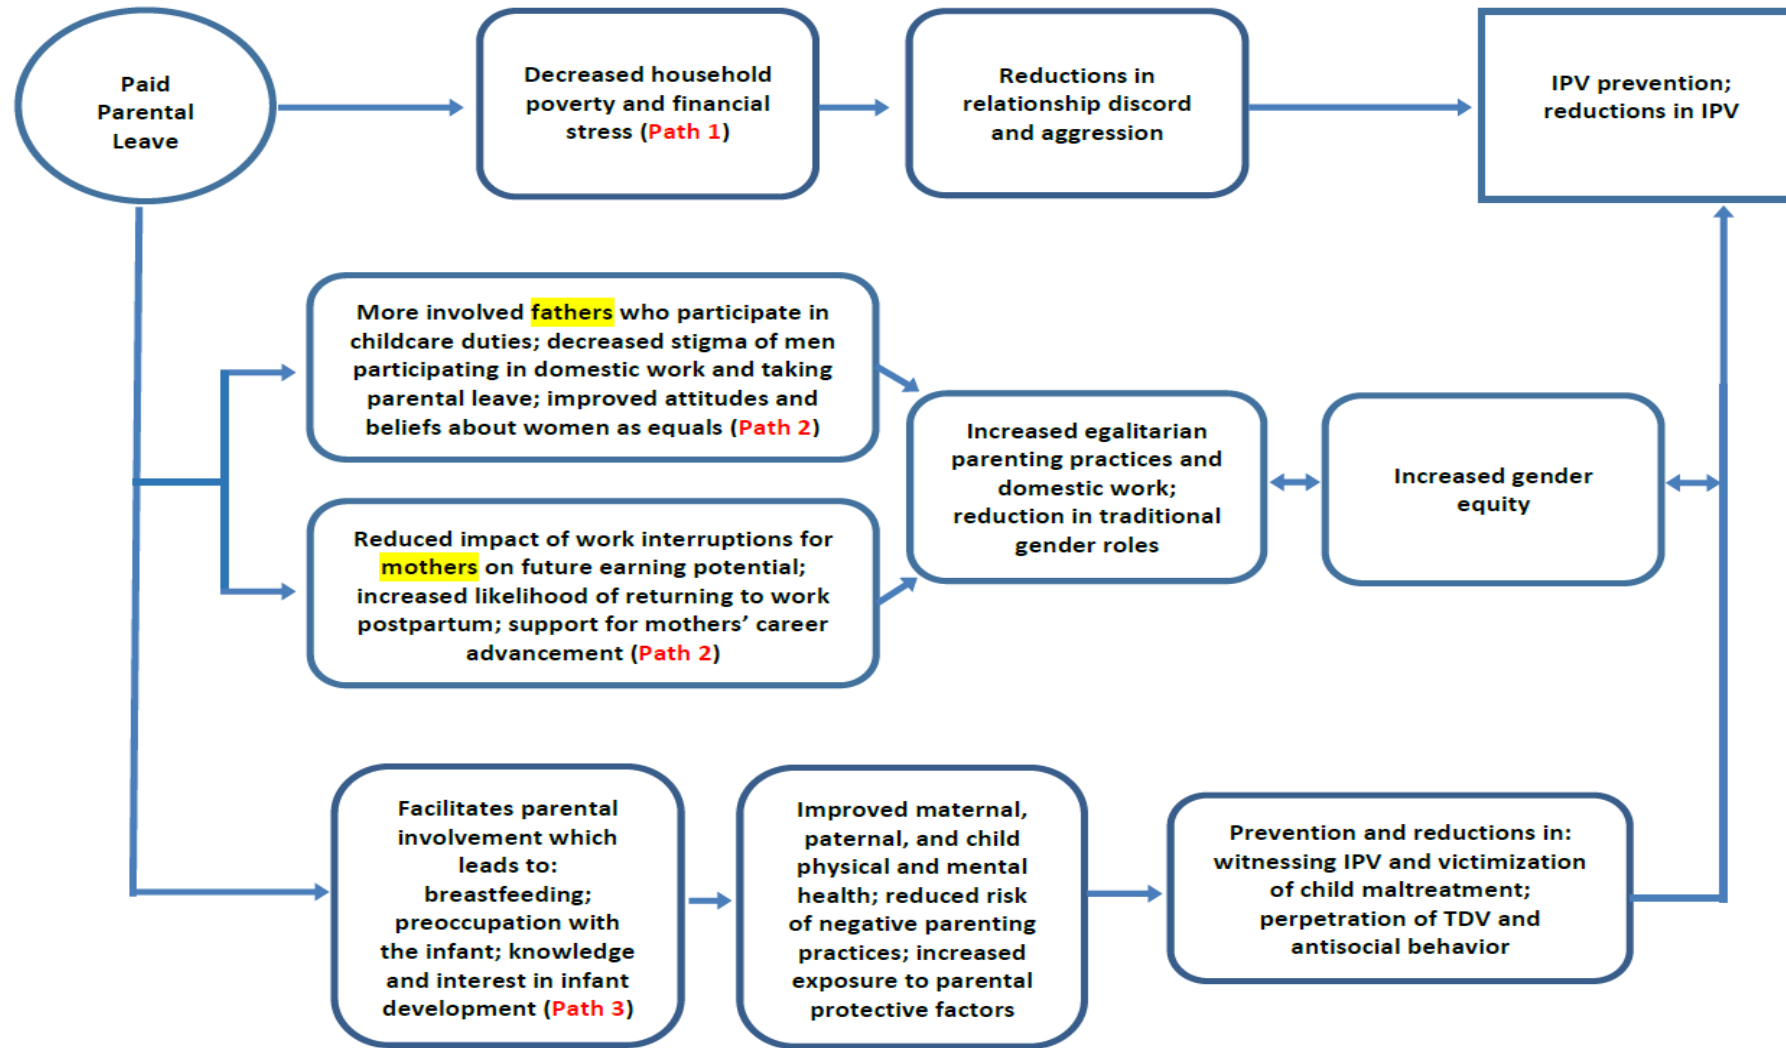 Paid
Parental
Leave
Decreased household
poverty and financial
stress (Path 1)
Reductions in
relationship discord
and aggression
IPV prevention;
reductions in IPV
More involved fathers who participate in
childcare duties; decreased stigma of men
participating in domestic work and taking
parental leave; improved attitudes and
beliefs about women as equals (Path 2)
Reduced impact of work interruptions for
mothers on future earning potential;
increased likelihood of returning to work
postpartum; support for mothers’ career
advancement (Path 2)
Increased egalitarian
parenting practices and
domestic work;
reduction in traditional
gender roles
Increased gender
equity
Facilitates parental
involvement which
leads to:
breastfeeding;
preoccupation with
the infant; knowledge
and interest in infant
development (Path 3)
Improved maternal,
paternal, and child
physical and mental
health; reduced risk
of negative parenting
practices; increased
exposure to parental
protective factors
Prevention and reductions in:
witnessing IPV and victimization
of child maltreatment;
perpetration of TDV and
antisocial behavior